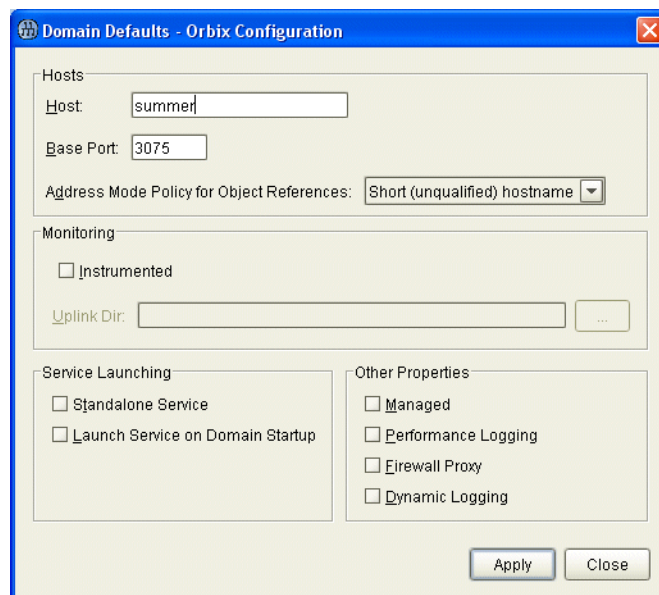 Domain Defaults - Orbix Configuration
Hosts
Host: summer
Base Port: 3075
Address Mode Policy for Object References: Short (unqualified) hostname
Monitoring
Instrumented
Uplink Dir: ...
Service Launching
Standalone Service
Launch Service on Domain Startup
Other Properties
Managed
Performance Logging
Firewall Proxy
Dynamic Logging
Apply Close